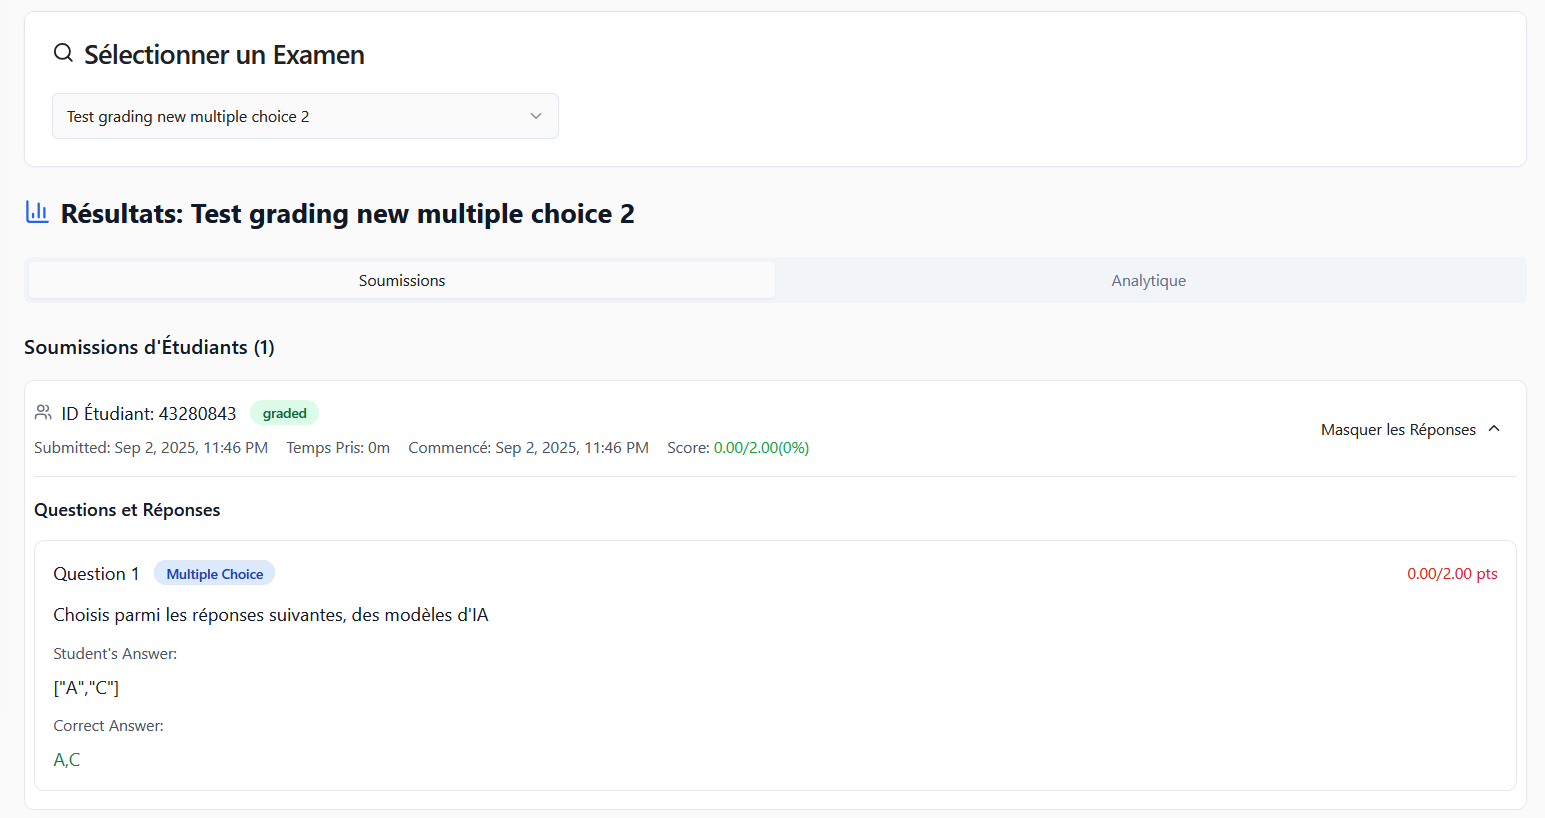 Sélectionner un Examen
Test grading new multiple choice 2
Résultats: Test grading new multiple choice 2
Soumissions
Analytique
Soumissions d'Étudiants (1)
ID Étudiant: 43280843 graded
Submitted: Sep 2, 2025, 11:46 PM Temps Pris: 0m Commencé: Sep 2, 2025, 11:46 PM Score: 0.00/2.00(0%)
Masquer les Réponses
Questions et Réponses
Question 1 Multiple Choice 0.00/2.00 pts
Choisis parmi les réponses suivantes, des modèles d'IA
Student's Answer:
["A","C"]
Correct Answer:
A,C